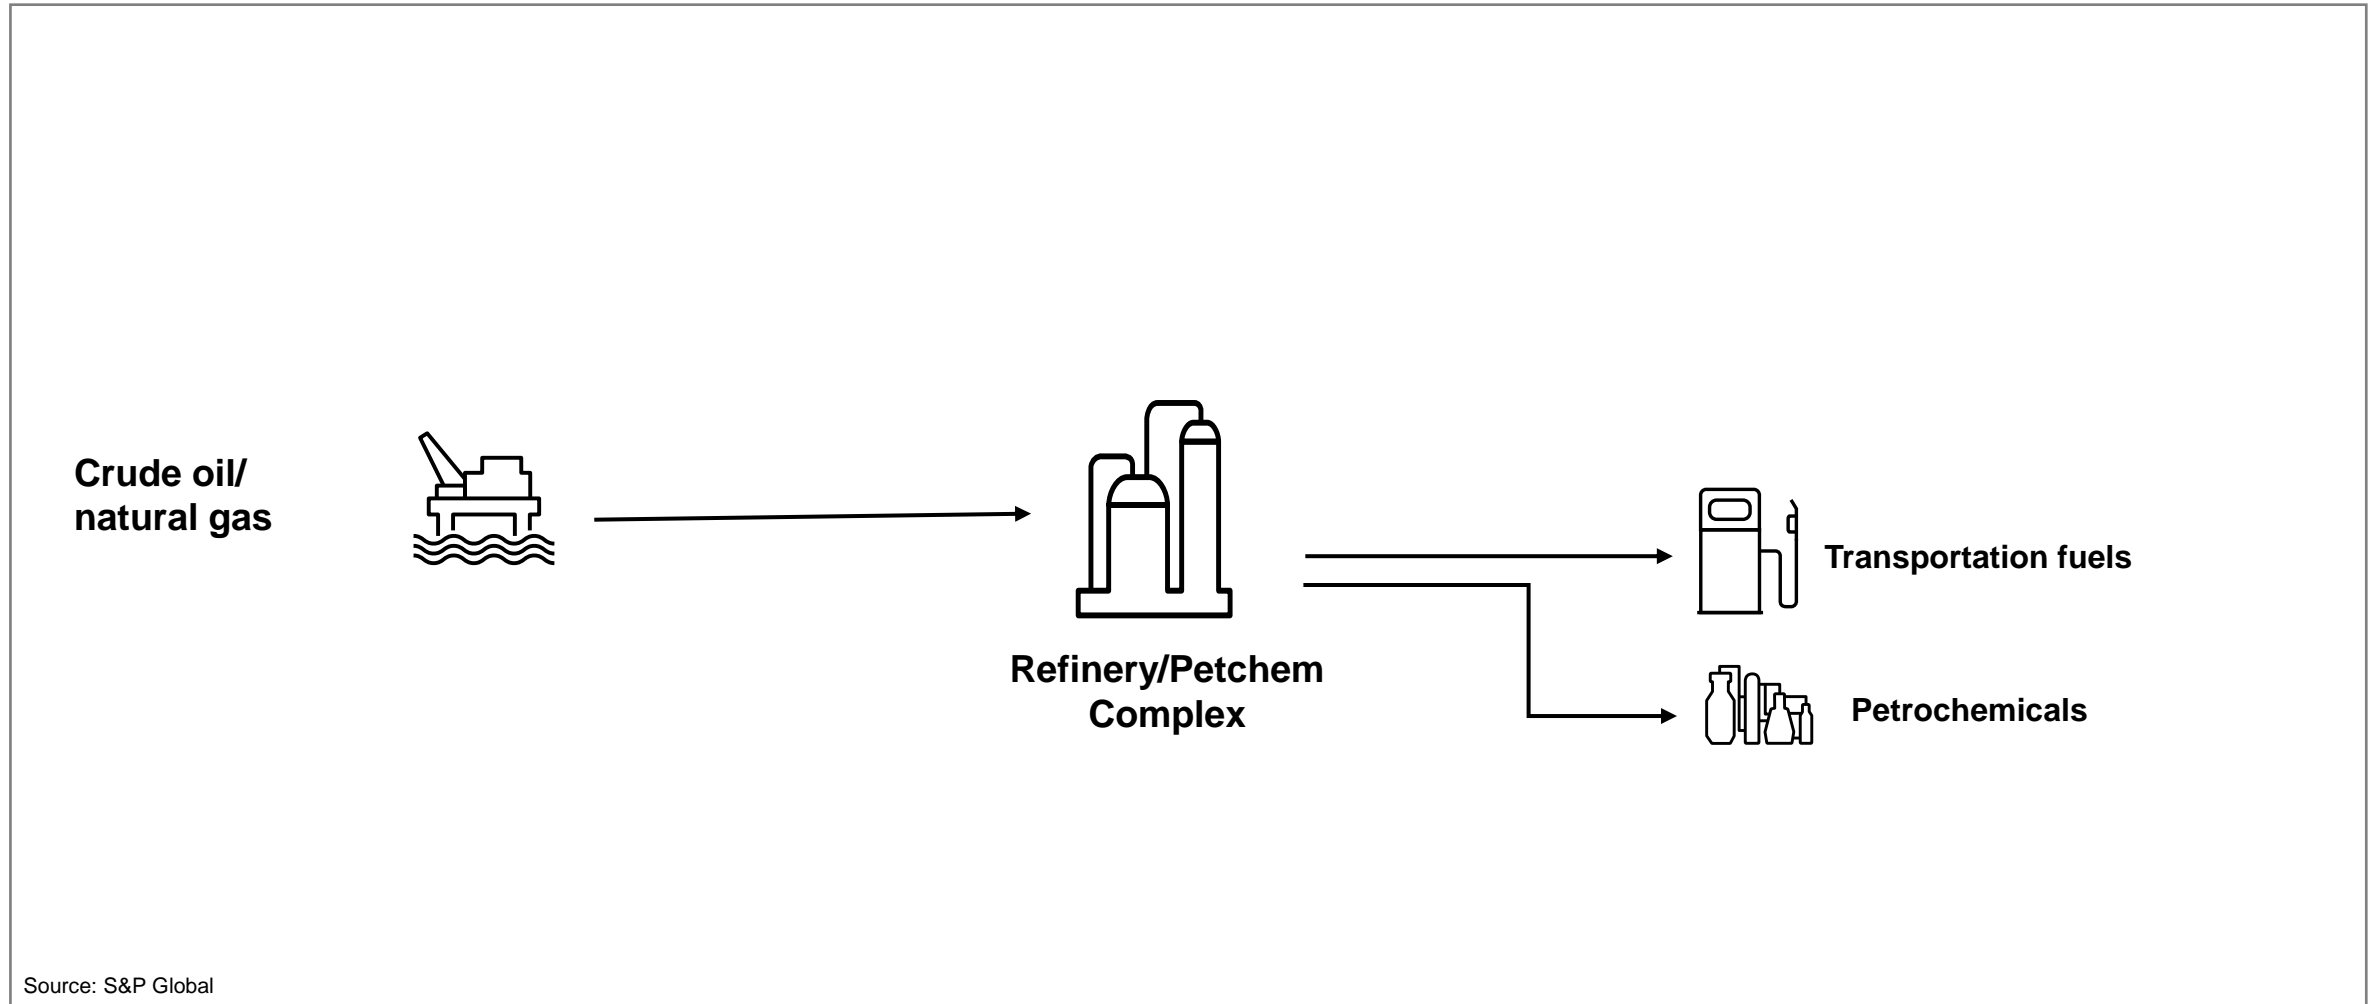 Crude oil/
natural gas
Refinery/Petchem
Complex
Transportation fuels
Petrochemicals
Source: S&P Global